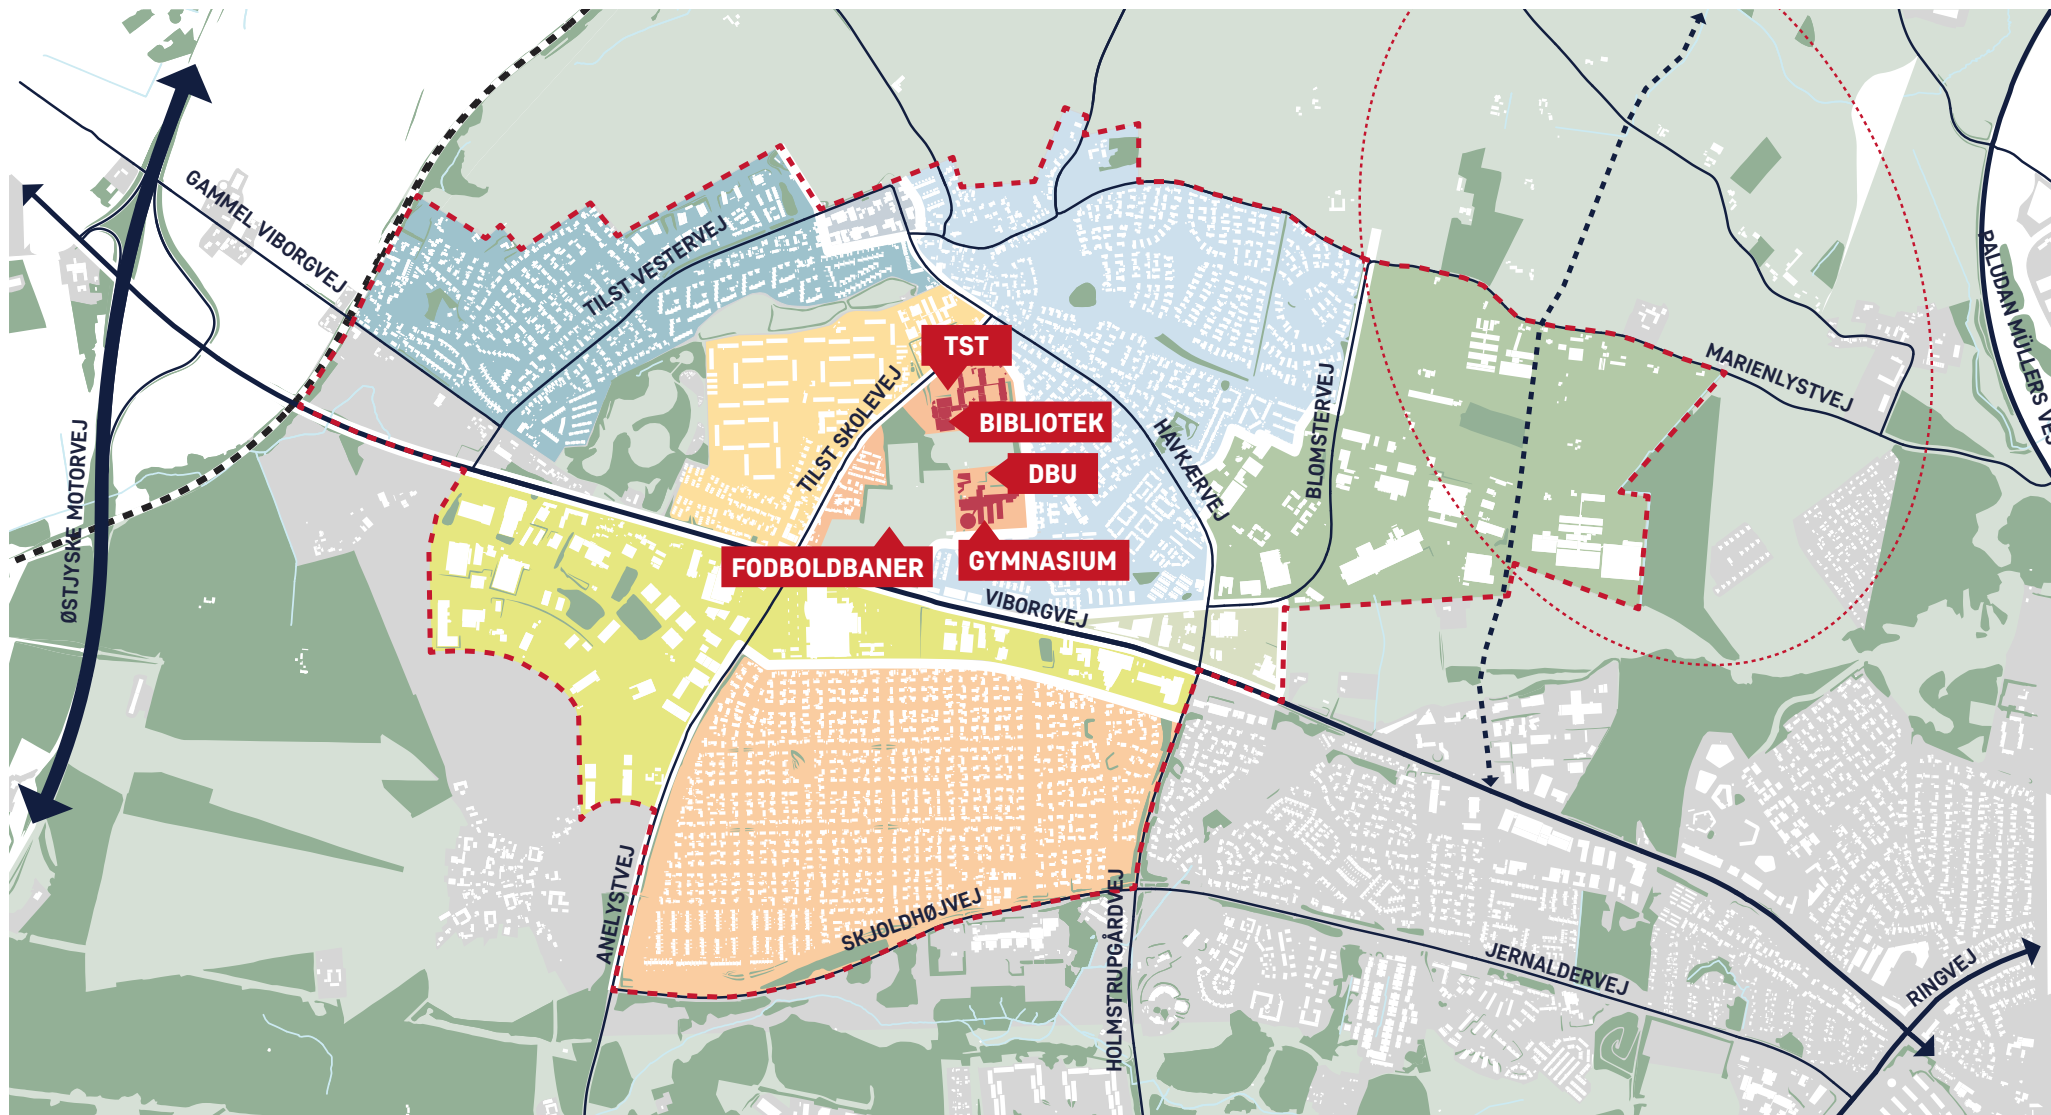 GAMMEL VIBORGVEJ
TILST VESTERVEJ
PALUDAN MÜLLERS VEJ
TST
MARIENLYSTVEJ
BIBLIOTEK
TILST SKOLEVEJ
HAVKÆRVEJ
BLOMSTERVEJ
DBU
ØSTJYSKE MOTORVEJ
FODBOLDBANER
GYMNASIUM
VIBORGVEJ
ANELYSTVEJ
SKJOLDHØJVEJ
HOLMSTRUPGÅRDVEJ
JERNALDERVEJ
RINGVEJ